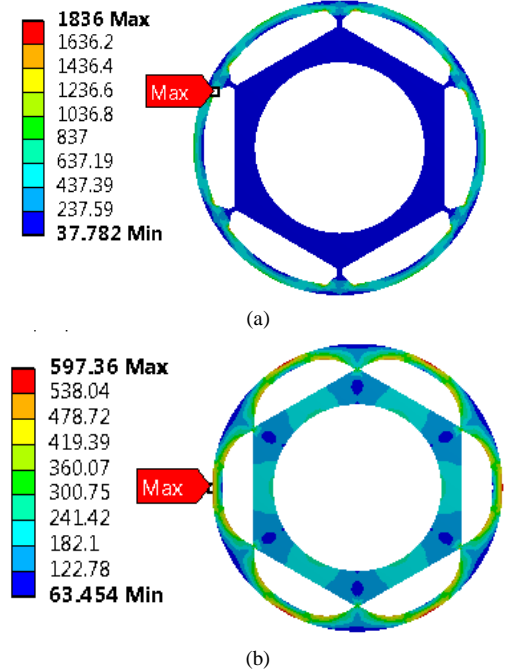 1836 Max
1636.2
1436.4
1236.6
1036.8
837
637.19
437.39
237.59
37.782 Min
Max
(a)
597.36 Max
538.04
478.72
419.39
360.07
300.75
241.42
182.1
122.78
63.454 Min
Max
(b)